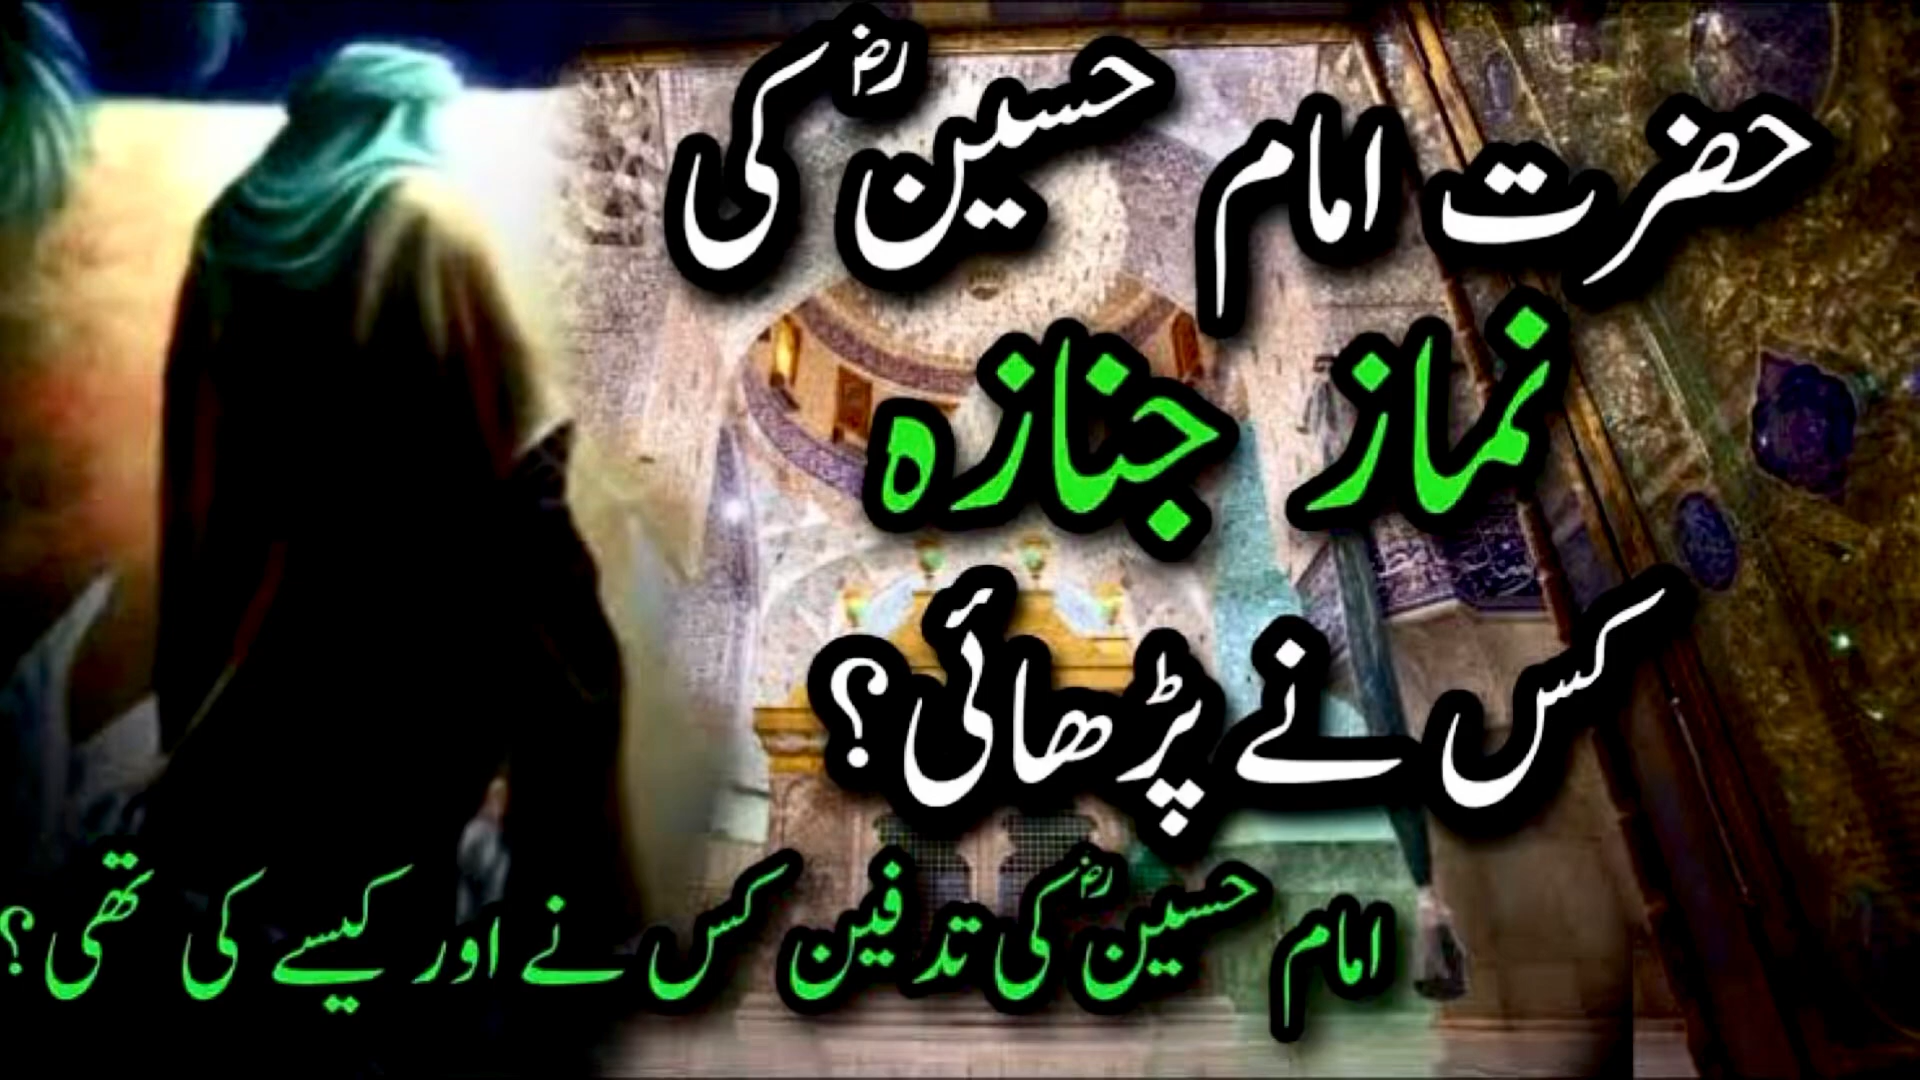 حضرت امام حسینؓ کی
نماز جنازہ
کس نے پڑھائی؟
امام حسینؓ کی تدفین کس نے اور کیسے کی تھی؟